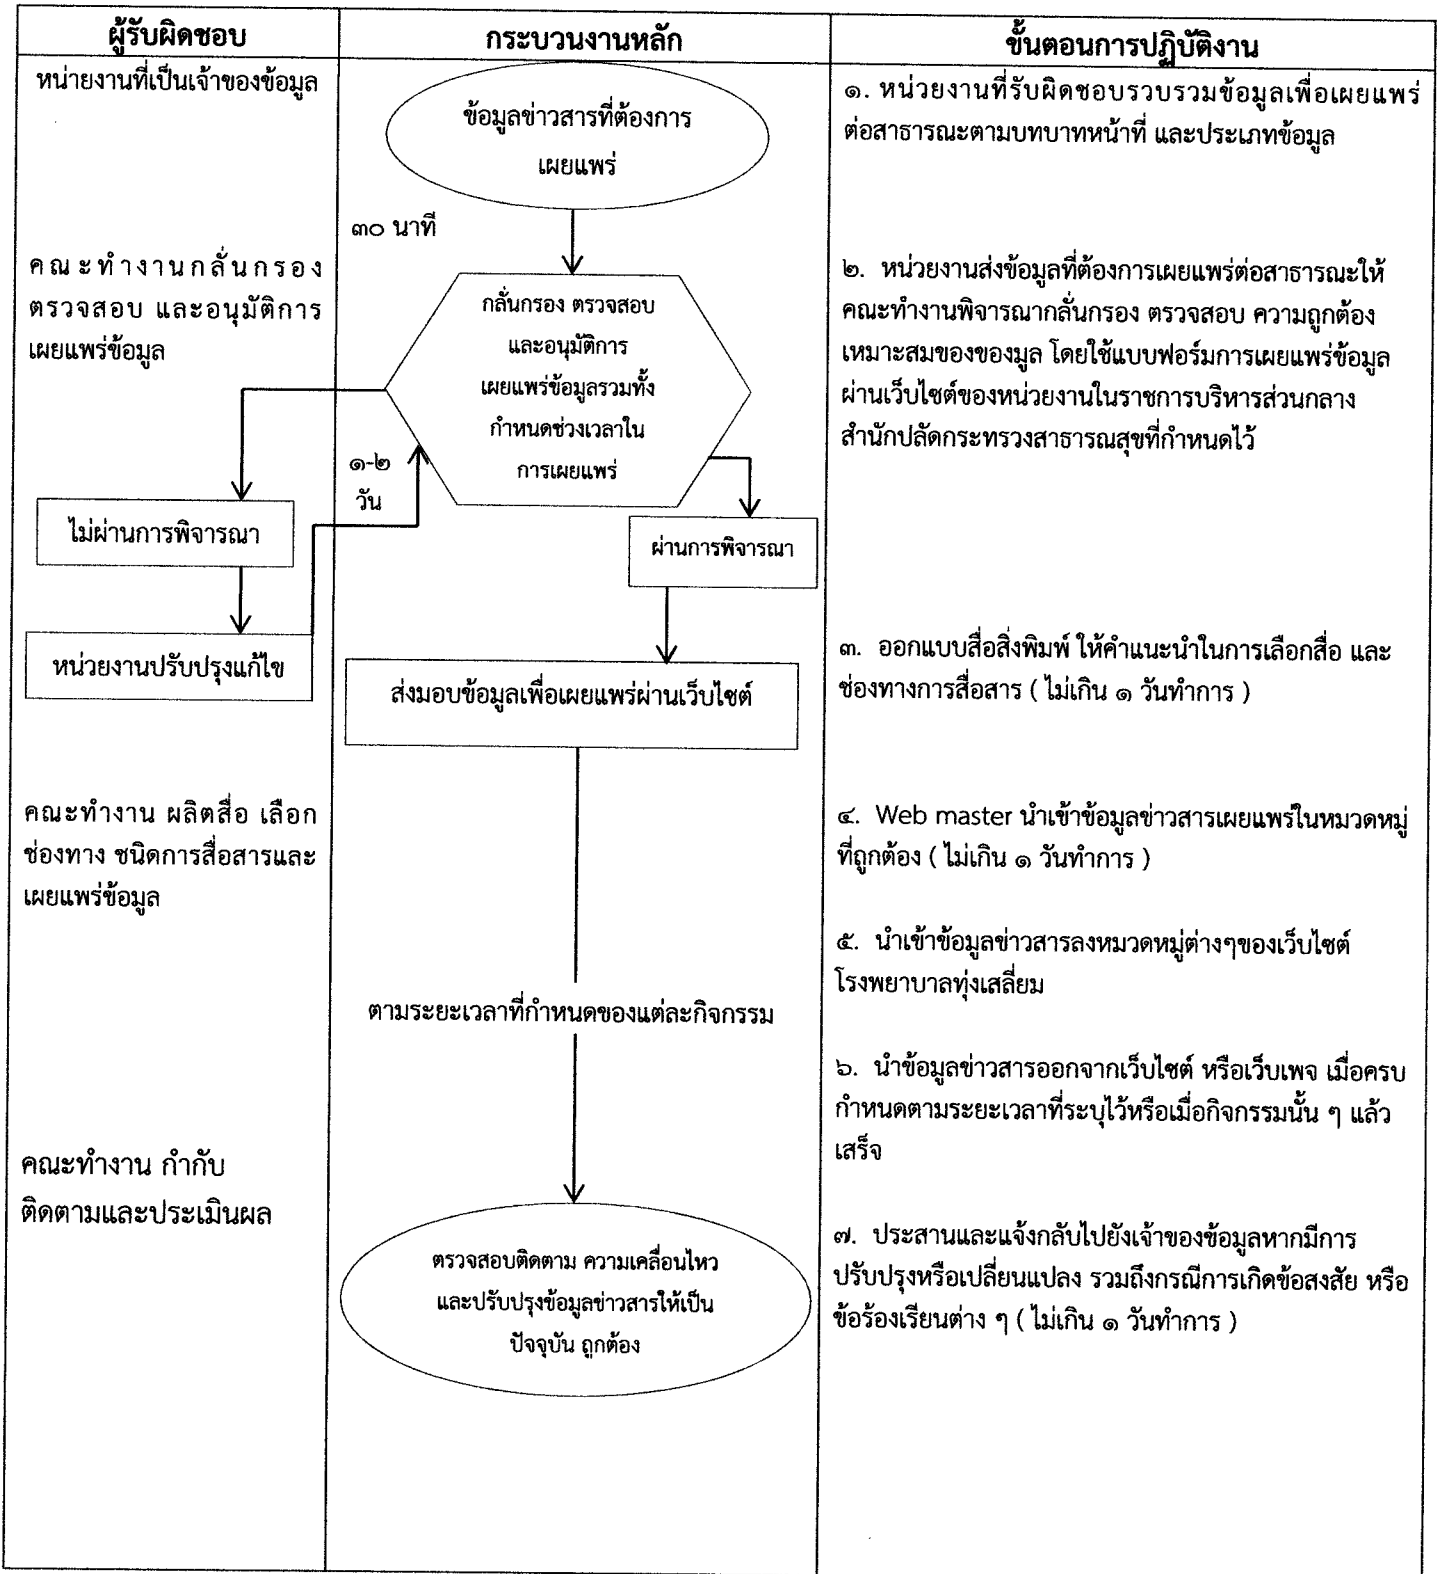 ผู้รับผิดชอบ
กระบวนงานหลัก
ขั้นตอนการปฏิบัติงาน
หน่ายงานที่เป็นเจ้าของข้อมูล
ข้อมูลข่าวสารที่ต้องการ
เผยแพร่
๑. หน่วยงานที่รับผิดชอบรวบรวมข้อมูลเพื่อเผยแพร่
ต่อสาธารณะตามบทบาทหน้าที่ และประเภทข้อมูล
๓๐ นาที
คณะทำงานกลั่นกรอง
ตรวจสอบ และอนุมัติการ
เผยแพร่ข้อมูล
กลั่นกรอง ตรวจสอบ
และอนุมัติการ
เผยแพร่ข้อมูลรวมทั้ง
กำหนดช่วงเวลาใน
การเผยแพร่
๒. หน่วยงานส่งข้อมูลที่ต้องการเผยแพร่ต่อสาธารณะให้
คณะทำงานพิจารณากลั่นกรอง ตรวจสอบ ความถูกต้อง
เหมาะสมของของมูล โดยใช้แบบฟอร์มการเผยแพร่ข้อมูล
ผ่านเว็บไซต์ของหน่วยงานในราชการบริหารส่วนกลาง
สำนักปลัดกระทรวงสาธารณสุขที่กำหนดไว้
๑-๒
วัน
ไม่ผ่านการพิจารณา
ผ่านการพิจารณา
หน่วยงานปรับปรุงแก้ไข
ส่งมอบข้อมูลเพื่อเผยแพร่ผ่านเว็บไซต์
๓. ออกแบบสื่อสิ่งพิมพ์ ให้คำแนะนำในการเลือกสื่อ และ
ช่องทางการสื่อสาร ( ไม่เกิน ๑ วันทำการ )
คณะทำงาน ผลิตสื่อ เลือก
ช่องทาง ชนิดการสื่อสารและ
เผยแพร่ข้อมูล
๔. Web master นำเข้าข้อมูลข่าวสารเผยแพร่ในหมวดหมู่
ที่ถูกต้อง ( ไม่เกิน ๑ วันทำการ )
๕. นำเข้าข้อมูลข่าวสารลงหมวดหมู่ต่างๆของเว็บไซต์
โรงพยาบาลทุ่งเสลี่ยม
ตามระยะเวลาที่กำหนดของแต่ละกิจกรรม
๖. นำข้อมูลข่าวสารออกจากเว็บไซต์ หรือเว็บเพจ เมื่อครบ
กำหนดตามระยะเวลาที่ระบุไว้หรือเมื่อกิจกรรมนั้น ๆ แล้ว
เสร็จ
คณะทำงาน กำกับ
ติดตามและประเมินผล
ตรวจสอบติดตาม ความเคลื่อนไหว
และปรับปรุงข้อมูลข่าวสารให้เป็น
ปัจจุบัน ถูกต้อง
๗. ประสานและแจ้งกลับไปยังเจ้าของข้อมูลหากมีการ
ปรับปรุงหรือเปลี่ยนแปลง รวมถึงกรณีการเกิดข้อสงสัย หรือ
ข้อร้องเรียนต่าง ๆ ( ไม่เกิน ๑ วันทำการ )